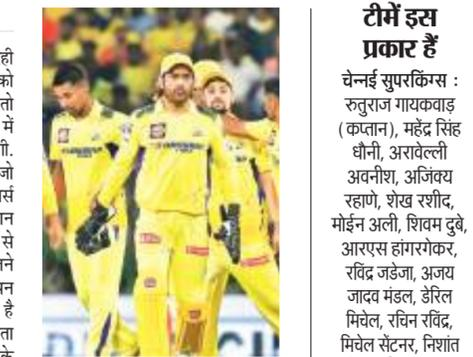 ही
को
तो
में
गी.
जो
र्स
ान
से
है
ता
के
टीमें इस
प्रकार हैं
चेन्नई सुपरकिंग्स :
रुतुराज गायकवाड़
(कप्तान), महेंद्र सिंह
धौनी, अरावेल्ली
अवनीश, अजिंक्य
रहाणे, शेख रशीद,
मोईन अली, शिवम दुबे,
आरएस हांगरगेकर,
रविंद्र जडेजा, अजय
जादव मंडल, डेरिल
मिचेल, रचिन रविंद्र,
मिचेल सेंटनर, निशांत